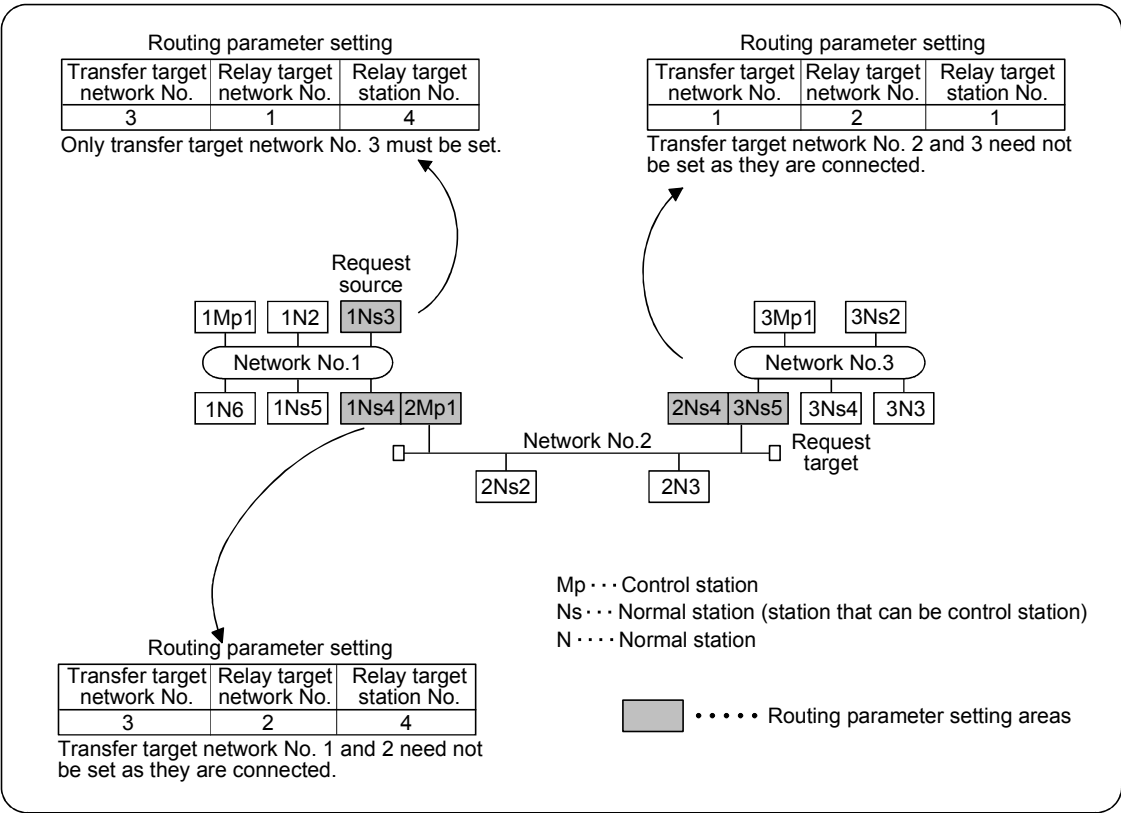 Routing parameter setting
Transfer target network No. Relay target network No. Relay target station No.
3 1 4
Only transfer target network No. 3 must be set.
Routing parameter setting
Transfer target network No. Relay target network No. Relay target station No.
1 2 1
Transfer target network No. 2 and 3 need not
be set as they are connected.
Request
source
1Mp1 1N2 1Ns3
Network No.1
1N6 1Ns5 1Ns4 2Mp1
3Mp1 3Ns2
Network No.3
2Ns4 3Ns5 3Ns4 3N3
Request
target
Network No.2
2Ns2 2N3
Mp · · · Control station
Ns · · · Normal station (station that can be control station)
N · · · · Normal station
· · · · · Routing parameter setting areas
Routing parameter setting
Transfer target network No. Relay target network No. Relay target station No.
3 2 4
Transfer target network No. 1 and 2 need not
be set as they are connected.